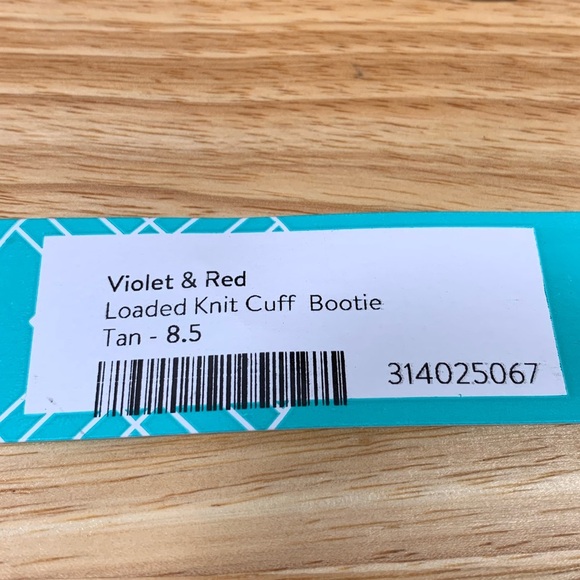 Violet & Red
Loaded Knit Cuff Bootie
Tan - 8.5
314025067